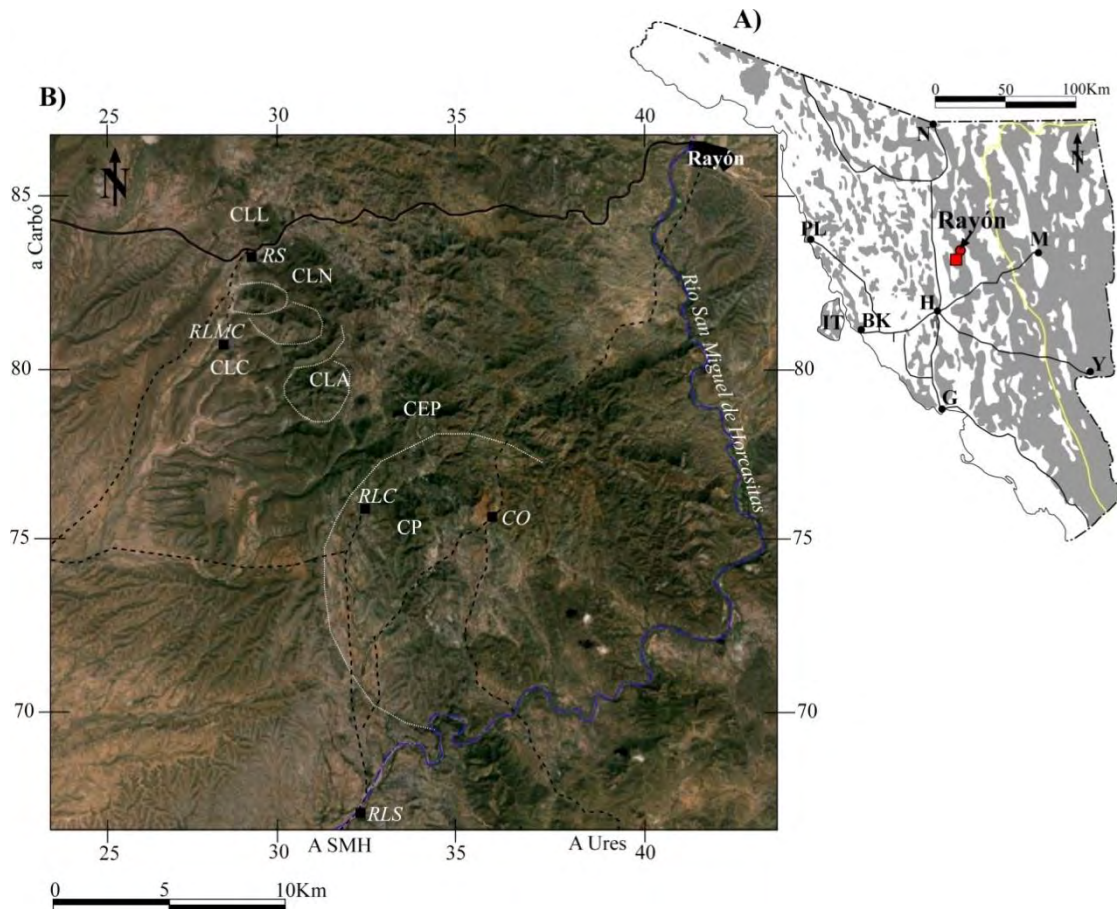 A)
0 50 100Km
N
N
Rayón
PL
M
H
IT
BK
Y
G
B)
25 30 35 40
N
Rayón
85 85
CLL
a Carbó
RS
CLN
RLMC
CLC
80 80
CLA
CEP
Río San Miguel de Horcasitas
RLC
CP
CO
75 75
70 70
RLS
A SMH
A Ures
25 30 35 40
0 5 10Km